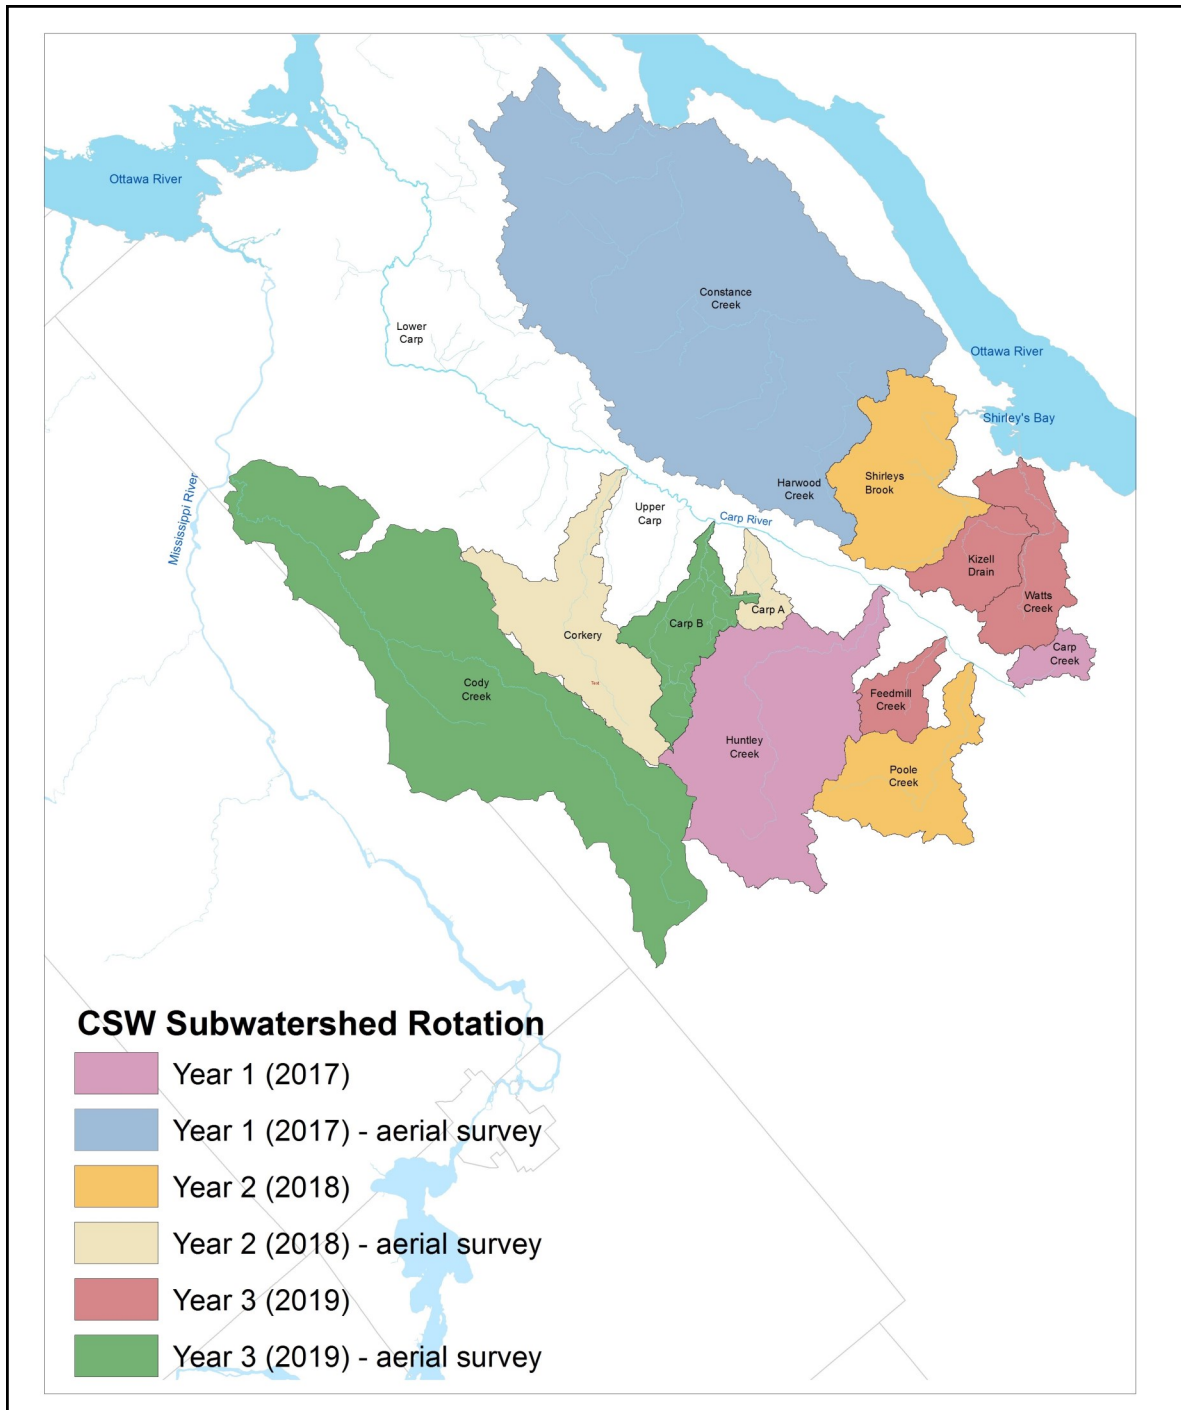 Ottawa River
Constance
Creek
Lower
Carp
Ottawa River
Shirley's Bay
Shirleys
Brook
Harwood
Creek
Mississippi River
Upper
Carp
Carp River
Kizell
Drain
Watts
Creek
Carp A
Carp B
Corkery
Carp
Creek
Cody
Creek
Test
Feedmill
Creek
Huntley
Creek
Poole
Creek
CSW Subwatershed Rotation
Year 1 (2017)
Year 1 (2017) - aerial survey
Year 2 (2018)
Year 2 (2018) - aerial survey
Year 3 (2019)
Year 3 (2019) - aerial survey